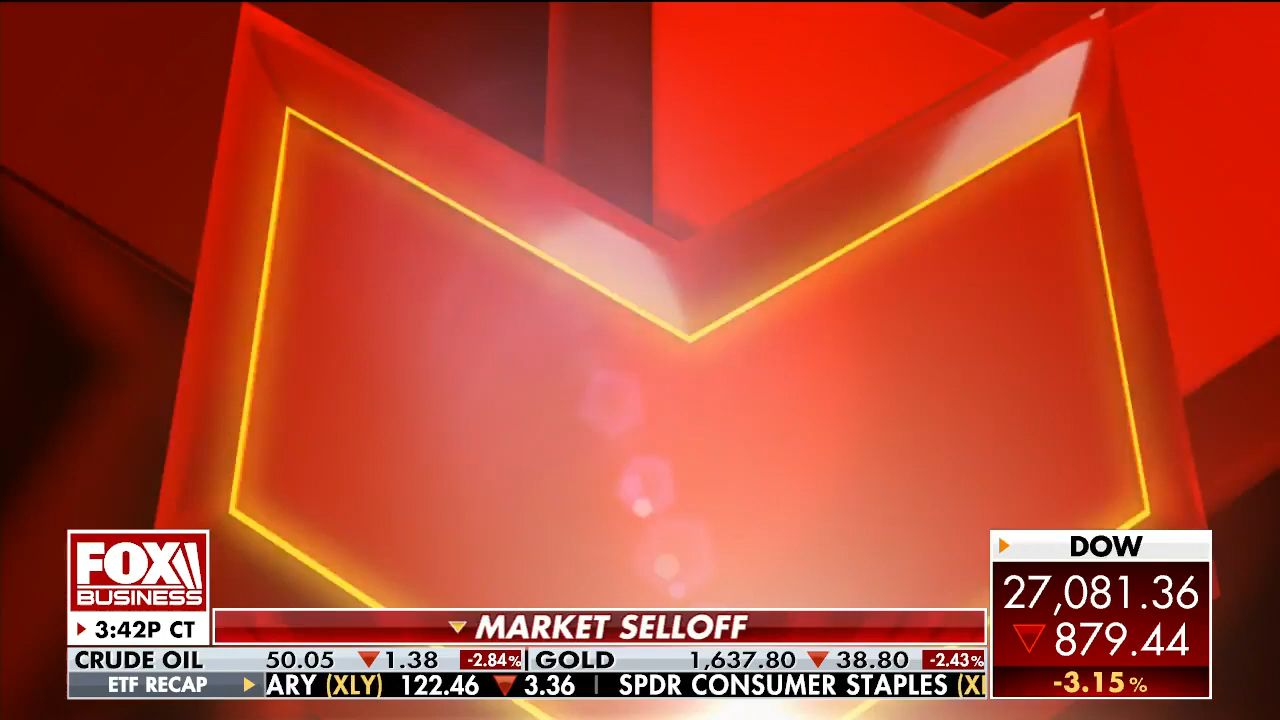 FOX
BUSINESS
3:42P CT
MARKET SELLOFF
DOW
27,081.36
879.44
-3.15%
CRUDE OIL 50.05 1.38 -2.84% GOLD 1,637.80 38.80 -2.43%
ETF RECAP ARY (XLY) 122.46 3.36 | SPDR CONSUMER STAPLES (XL